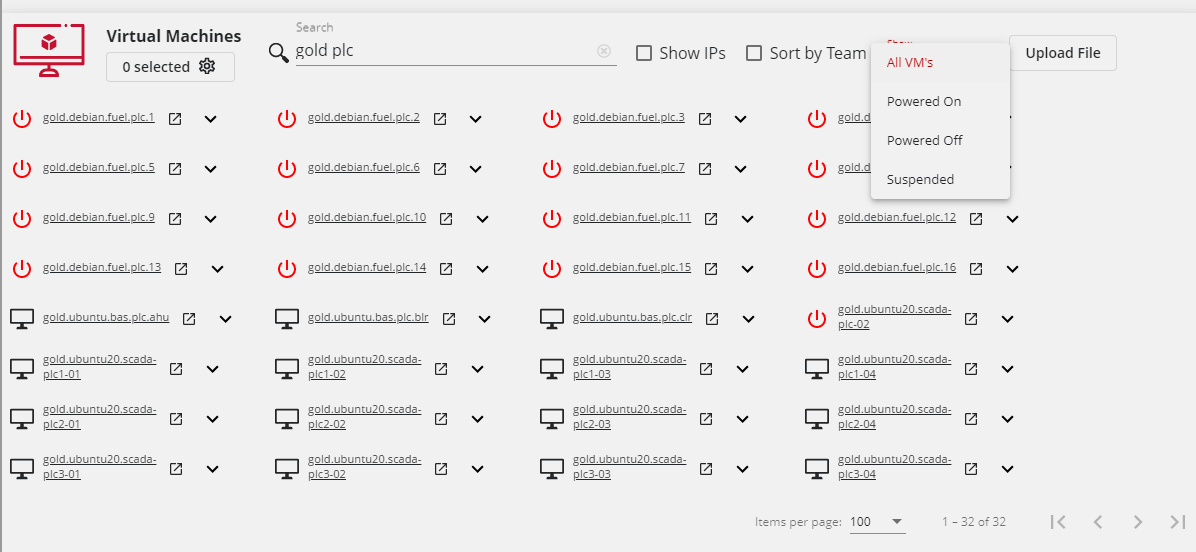 Virtual Machines
0 selected
Search
gold plc
Show IPs
Sort by Team
Show
All VM's
Powered On
Powered Off
Suspended
Upload File
gold.debian.fuel.plc.1
gold.debian.fuel.plc.2
gold.debian.fuel.plc.3
gold.d
gold.debian.fuel.plc.5
gold.debian.fuel.plc.6
gold.debian.fuel.plc.7
gold.d
gold.debian.fuel.plc.9
gold.debian.fuel.plc.10
gold.debian.fuel.plc.11
gold.debian.fuel.plc.12
gold.debian.fuel.plc.13
gold.debian.fuel.plc.14
gold.debian.fuel.plc.15
gold.debian.fuel.plc.16
gold.ubuntu.bas.plc.ahu
gold.ubuntu.bas.plc.blr
gold.ubuntu.bas.plc.clr
gold.ubuntu20.scada-
plc-02
gold.ubuntu20.scada-
plc1-01
gold.ubuntu20.scada-
plc1-02
gold.ubuntu20.scada-
plc1-03
gold.ubuntu20.scada-
plc1-04
gold.ubuntu20.scada-
plc2-01
gold.ubuntu20.scada-
plc2-02
gold.ubuntu20.scada-
plc2-03
gold.ubuntu20.scada-
plc2-04
gold.ubuntu20.scada-
plc3-01
gold.ubuntu20.scada-
plc3-02
gold.ubuntu20.scada-
plc3-03
gold.ubuntu20.scada-
plc3-04
Items per page: 100
1 – 32 of 32